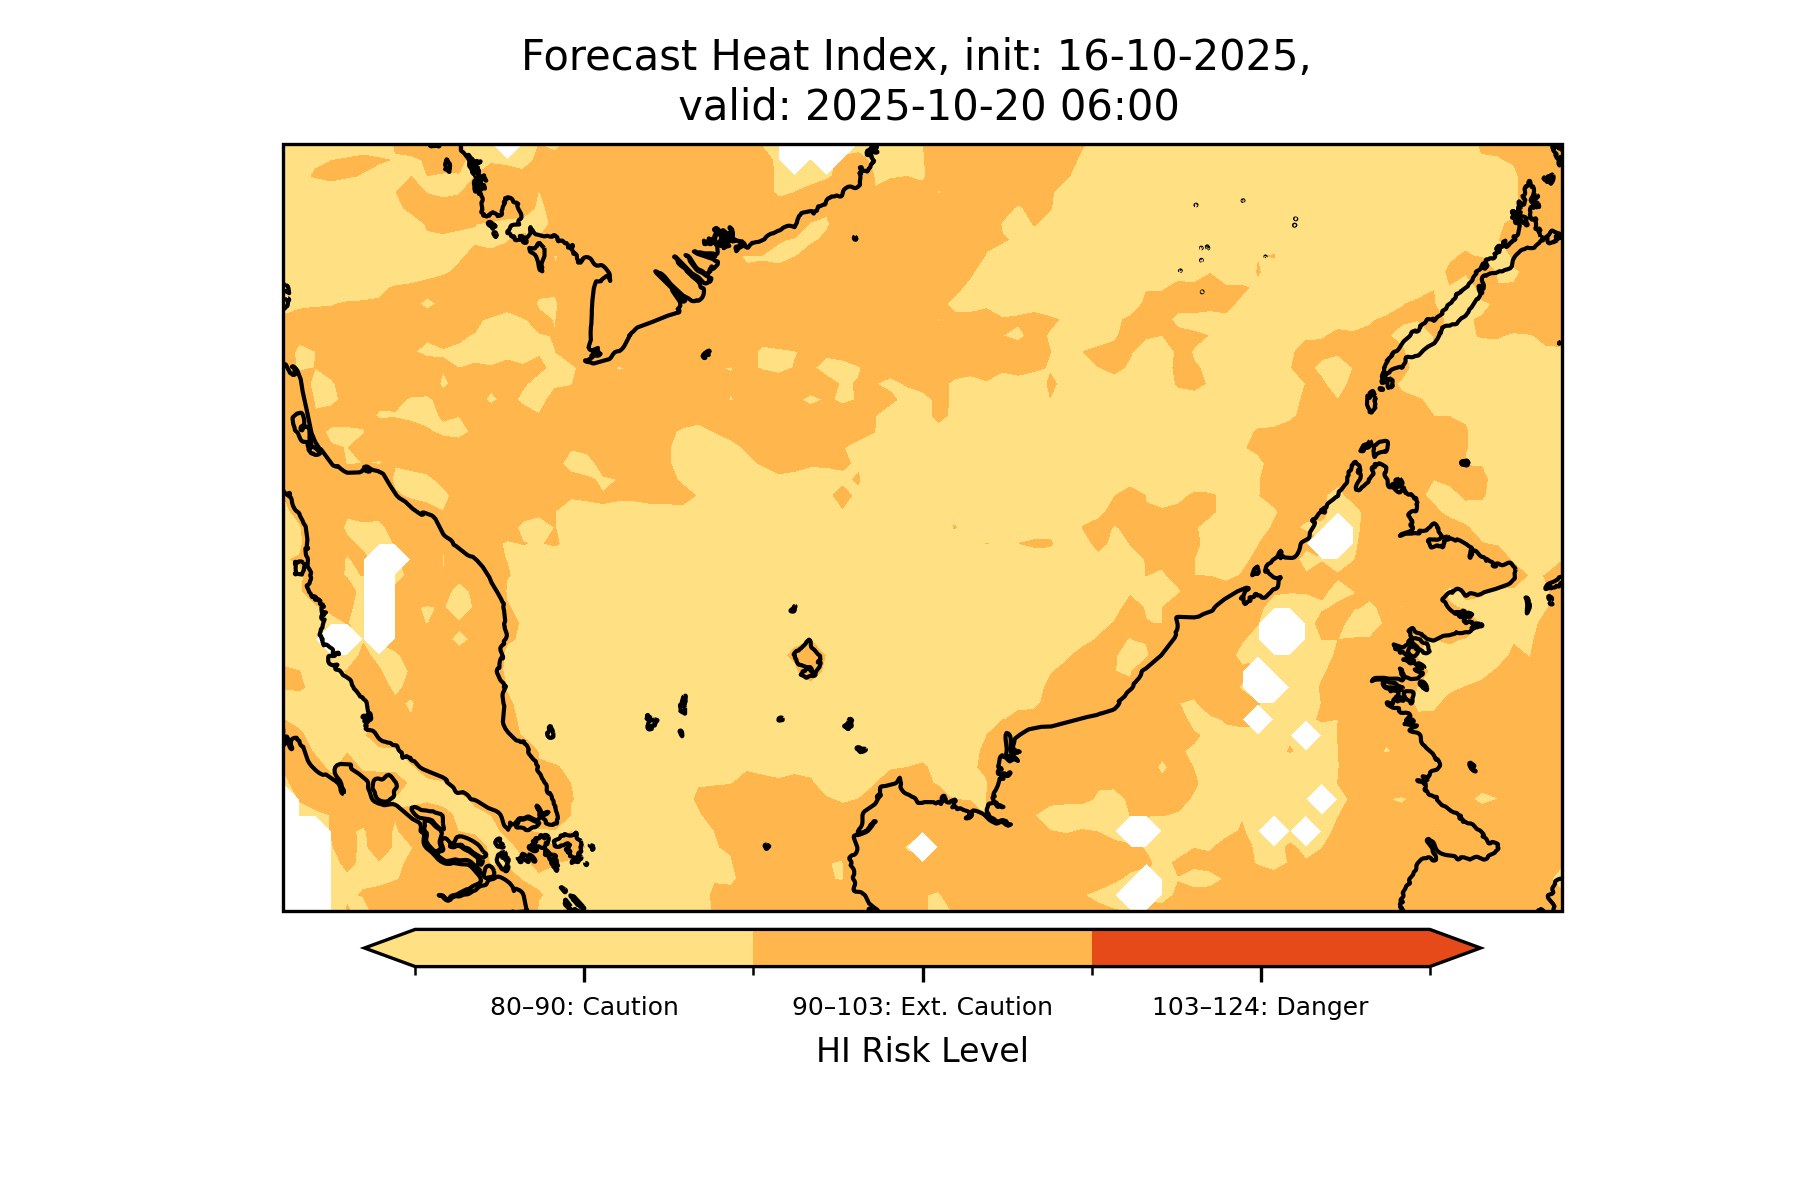 Forecast Heat Index, init: 16-10-2025,
valid: 2025-10-20 06:00
80–90: Caution
90–103: Ext. Caution
103–124: Danger
HI Risk Level